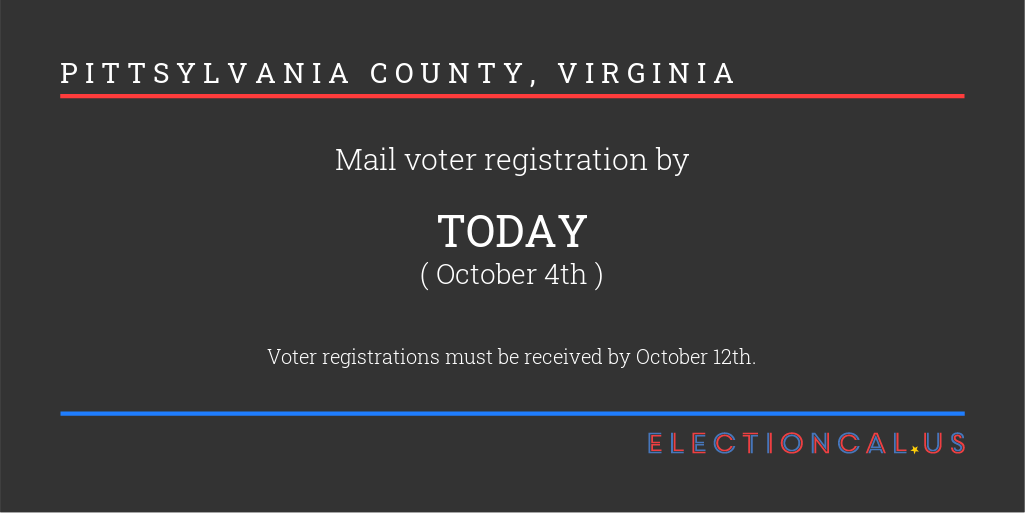 PITTSYLVANIA COUNTY, VIRGINIA
Mail voter registration by
TODAY
( October 4th )
Voter registrations must be received by October 12th.
ELECTIONCAL.US